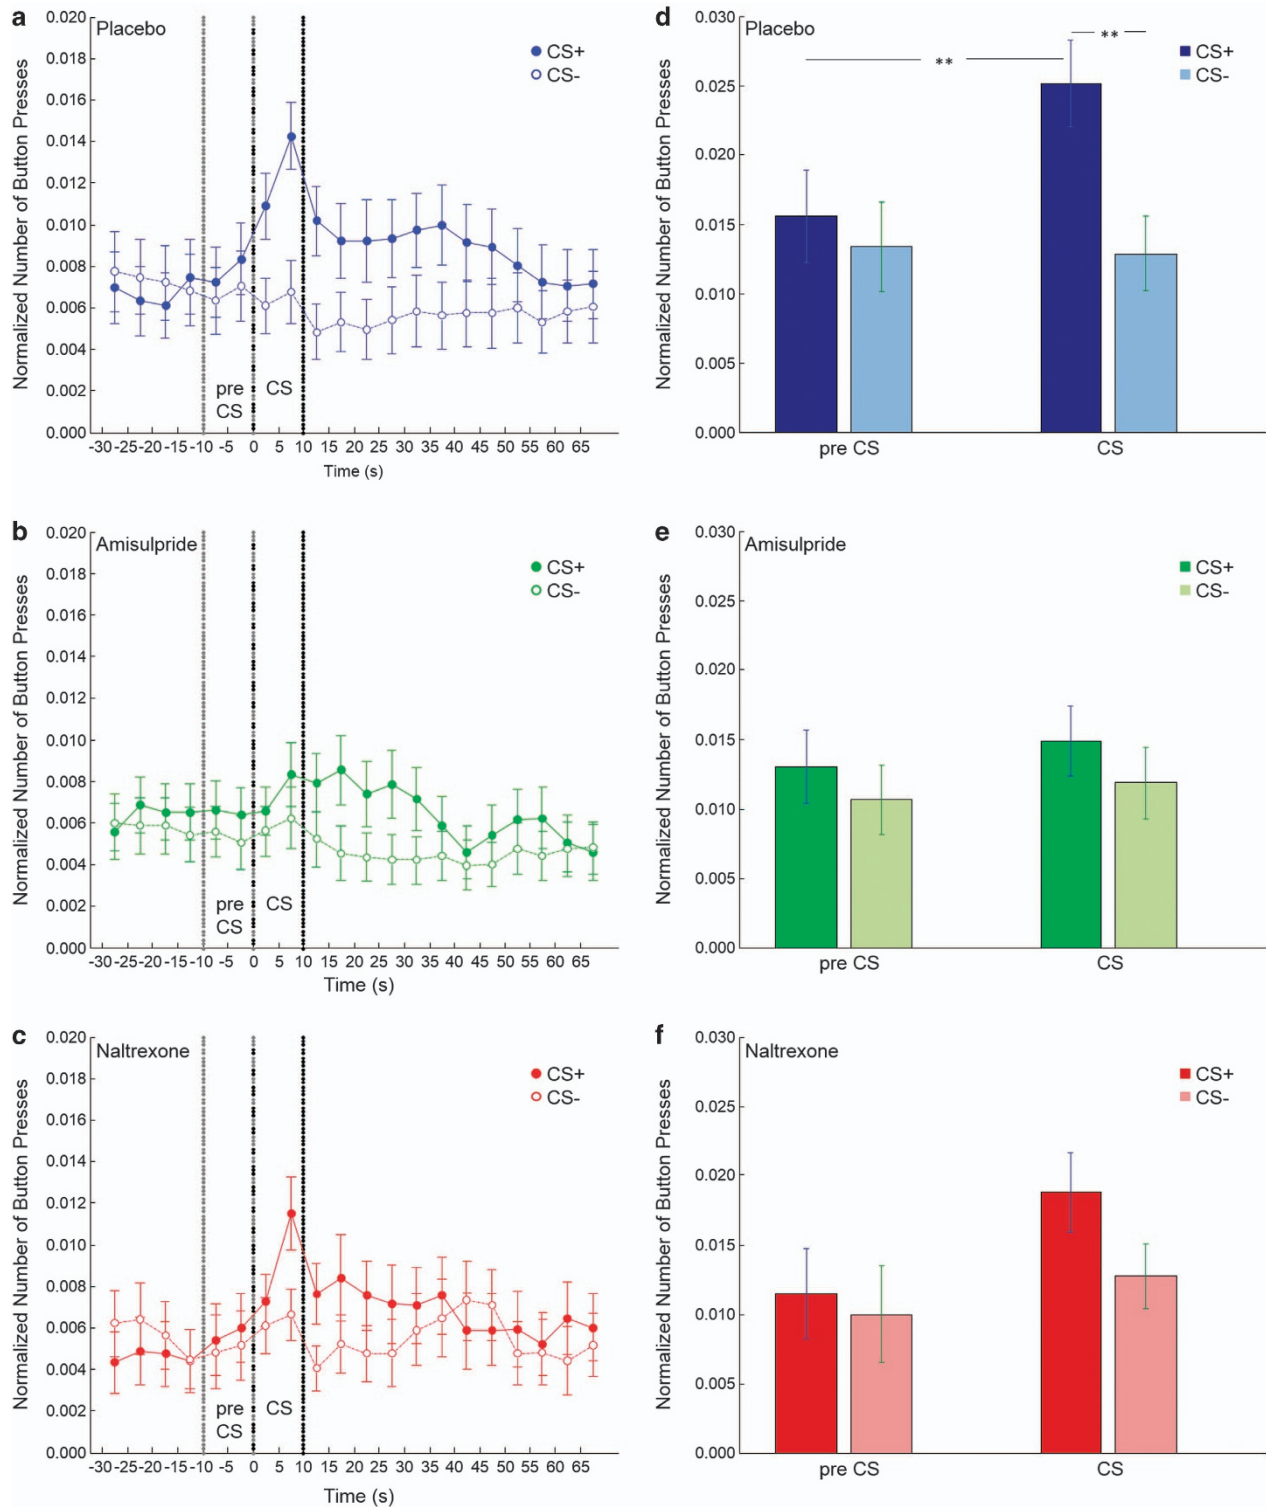 a
Placebo
CS+
CS-
Normalized Number of Button Presses
0.020
0.018
0.016
0.014
0.012
0.010
0.008
0.006
0.004
0.002
0.000
pre
CS
CS
-30 -25 -20 -15 -10 -5 0 5 10 15 20 25 30 35 40 45 50 55 60 65
Time (s)
d
Placebo
CS+
CS-
**
**
Normalized Number of Button Presses
0.030
0.025
0.020
0.015
0.010
0.005
0.000
pre CS
CS
b
Amisulpride
CS+
CS-
Normalized Number of Button Presses
0.020
0.018
0.016
0.014
0.012
0.010
0.008
0.006
0.004
0.002
0.000
pre
CS
CS
-30 -25 -20 -15 -10 -5 0 5 10 15 20 25 30 35 40 45 50 55 60 65
Time (s)
e
Amisulpride
CS+
CS-
Normalized Number of Button Presses
0.030
0.025
0.020
0.015
0.010
0.005
0.000
pre CS
CS
c
Naltrexone
CS+
CS-
Normalized Number of Button Presses
0.020
0.018
0.016
0.014
0.012
0.010
0.008
0.006
0.004
0.002
0.000
pre
CS
CS
-30 -25 -20 -15 -10 -5 0 5 10 15 20 25 30 35 40 45 50 55 60 65
Time (s)
f
Naltrexone
CS+
CS-
Normalized Number of Button Presses
0.030
0.025
0.020
0.015
0.010
0.005
0.000
pre CS
CS